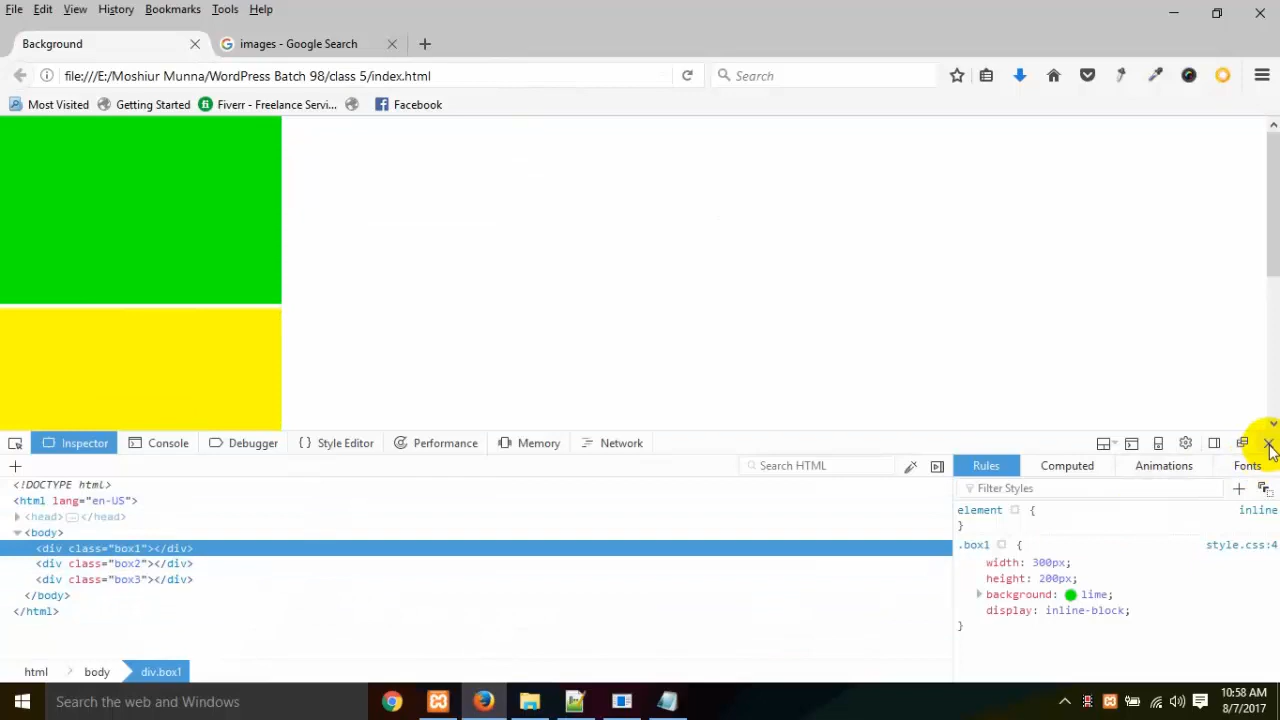 File Edit View History Bookmarks Tools Help
Background images - Google Search
file:///E:/Moshiur Munna/WordPress Batch 98/class 5/index.html Search
Most Visited Getting Started Fiverr - Freelance Servi... Facebook
Inspector Console Debugger Style Editor Performance Memory Network
Search HTML Rules Computed Animations Fonts
<!DOCTYPE html>
<html lang="en-US">
<head></head>
<body>
<div class="box1"></div>
<div class="box2"></div>
<div class="box3"></div>
</body>
</html>
Filter Styles
element { inline
}
.box1 { style.css:4
width: 300px;
height: 200px;
background: lime;
display: inline-block;
}
html body div.box1
Search the web and Windows
10:58 AM
8/7/2017